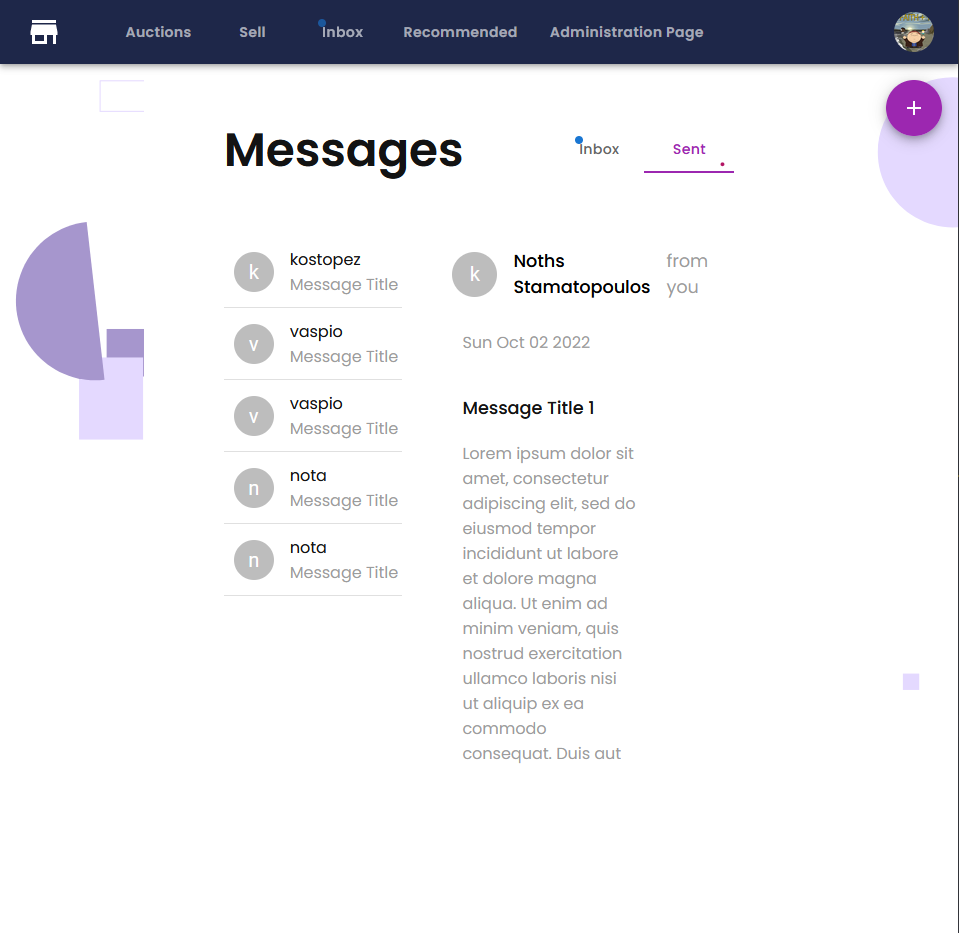 Auctions Sell Inbox Recommended Administration Page
+
Messages
Inbox Sent
k
kostopez
Message Title
v
vaspio
Message Title
v
vaspio
Message Title
n
nota
Message Title
n
nota
Message Title
k
Noths
Stamatopoulos
from
you
Sun Oct 02 2022
Message Title 1
Lorem ipsum dolor sit
amet, consectetur
adipiscing elit, sed do
eiusmod tempor
incididunt ut labore
et dolore magna
aliqua. Ut enim ad
minim veniam, quis
nostrud exercitation
ullamco laboris nisi
ut aliquip ex ea
commodo
consequat. Duis aut